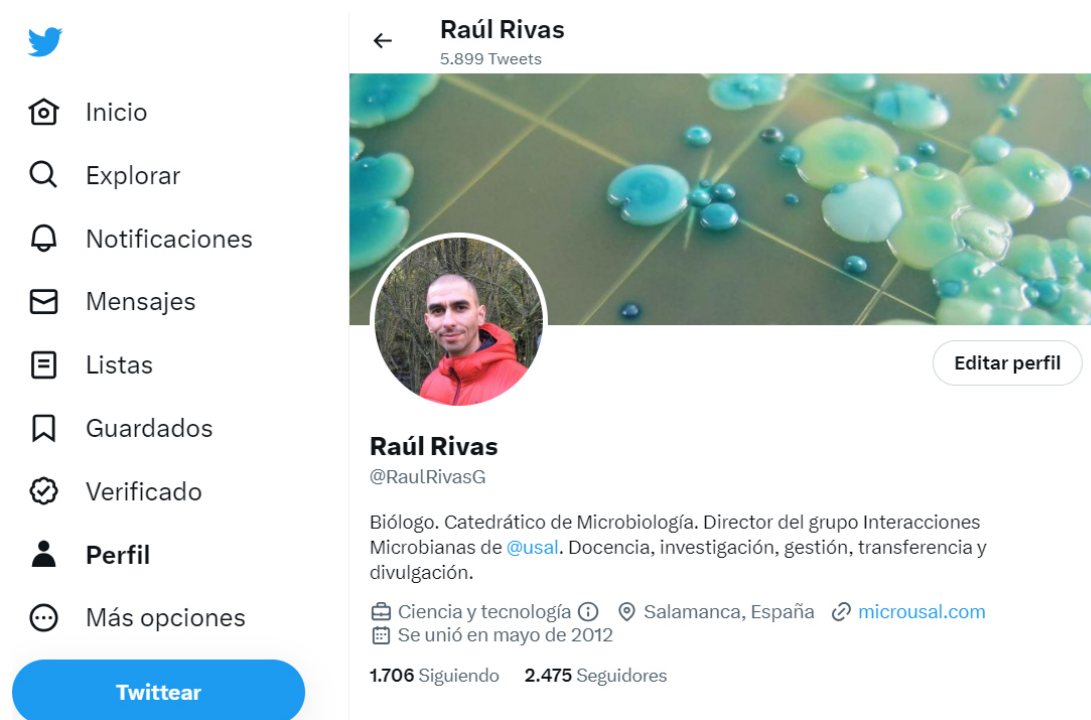 Inicio
Explorar
Notificaciones
Mensajes
Listas
Guardados
Verificado
Perfil
Más opciones
Twittear
Raúl Rivas
5.899 Tweets
Editar perfil
Raúl Rivas
@RaulRivasG
Biólogo. Catedrático de Microbiología. Director del grupo Interacciones
Microbianas de @usal. Docencia, investigación, gestión, transferencia y
divulgación.
Ciencia y tecnología Salamanca, España microusal.com
Se unió en mayo de 2012
1.706 Siguiendo 2.475 Seguidores